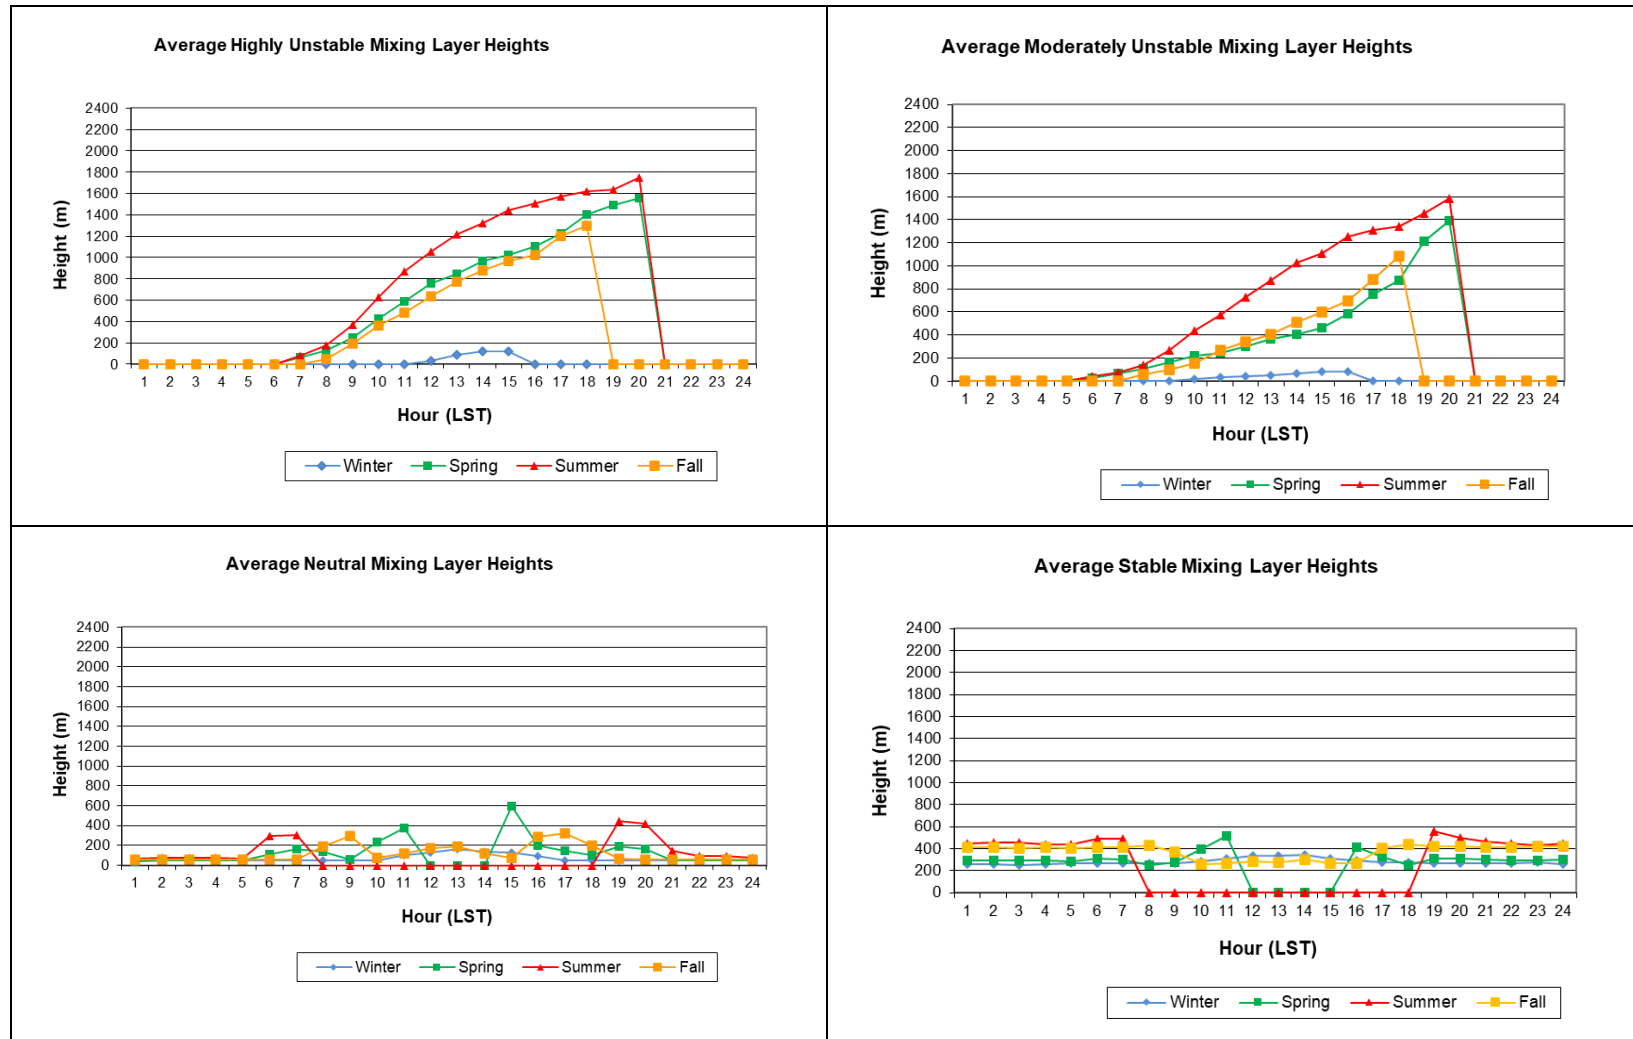 Average Highly Unstable Mixing Layer Heights
2400
2200
2000
1800
1600
1400
1200
1000
800
600
400
200
0
Height (m)
1 2 3 4 5 6 7 8 9 10 11 12 13 14 15 16 17 18 19 20 21 22 23 24
Hour (LST)
Winter Spring Summer Fall
Average Moderately Unstable Mixing Layer Heights
2400
2200
2000
1800
1600
1400
1200
1000
800
600
400
200
0
Height (m)
1 2 3 4 5 6 7 8 9 10 11 12 13 14 15 16 17 18 19 20 21 22 23 24
Hour (LST)
Winter Spring Summer Fall
Average Neutral Mixing Layer Heights
2400
2200
2000
1800
1600
1400
1200
1000
800
600
400
200
0
Height (m)
1 2 3 4 5 6 7 8 9 10 11 12 13 14 15 16 17 18 19 20 21 22 23 24
Hour (LST)
Winter Spring Summer Fall
Average Stable Mixing Layer Heights
2400
2200
2000
1800
1600
1400
1200
1000
800
600
400
200
0
Height (m)
1 2 3 4 5 6 7 8 9 10 11 12 13 14 15 16 17 18 19 20 21 22 23 24
Hour (LST)
Winter Spring Summer Fall